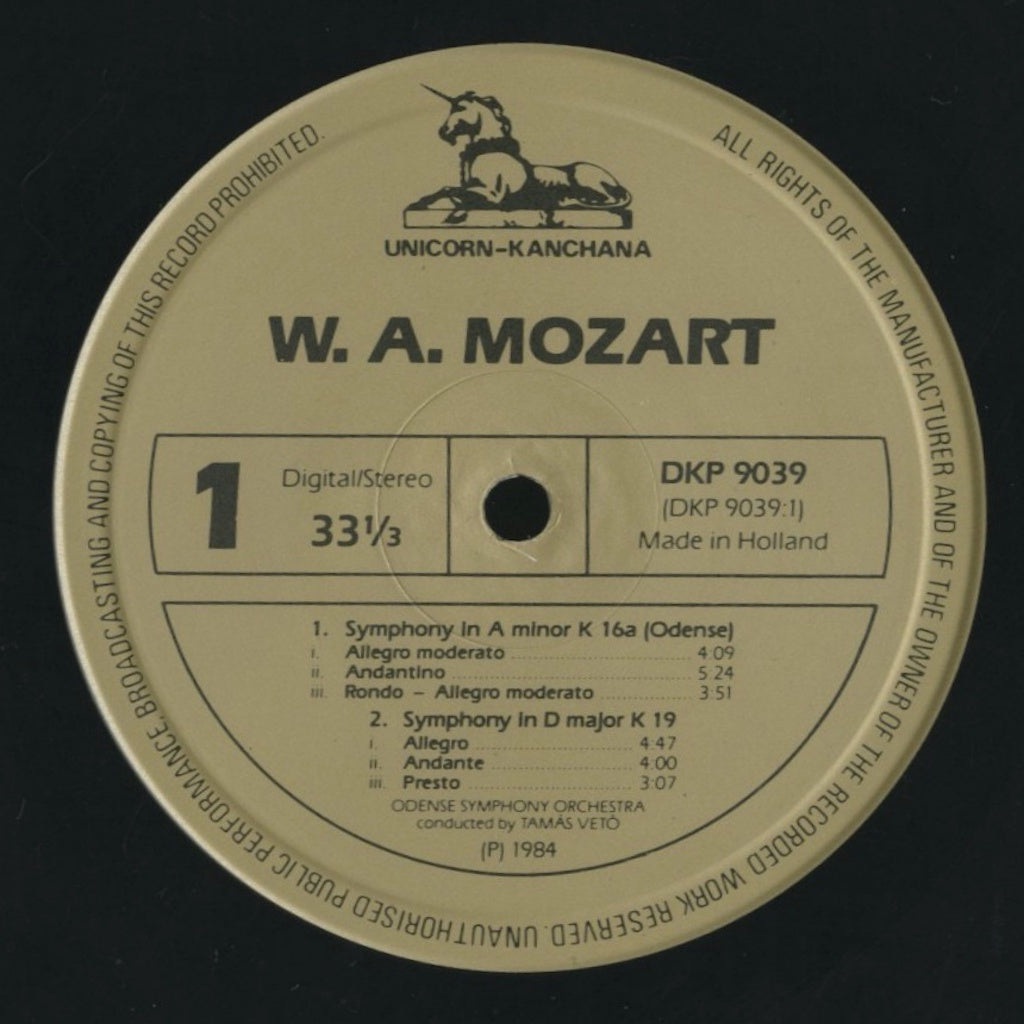 UNICORN-KANCHANA
W. A. MOZART
1
Digital/Stereo
33⅓
DKP 9039
(DKP 9039:1)
Made in Holland
1. Symphony in A minor K 16a (Odense)
i. Allegro moderato 4:09
ii. Andantino 5:24
iii. Rondo – Allegro moderato 3:51
2. Symphony in D major K 19
i. Allegro 4:47
ii. Andante 4:00
iii. Presto 3:07
ODENSE SYMPHONY ORCHESTRA
conducted by TAMÁS VETÖ
(P) 1984
ALL RIGHTS OF THE MANUFACTURER AND OF THE OWNER OF THE RECORDED WORK RESERVED. UNAUTHORISED PUBLIC PERFORMANCE, BROADCASTING AND COPYING OF THIS RECORD PROHIBITED.